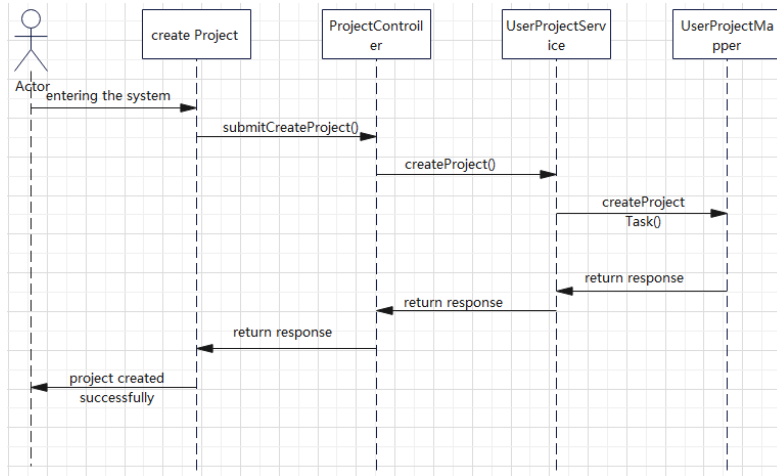 create Project
ProjectControll
er
UserProjectServ
ice
UserProjectMa
pper
Actor
entering the system
submitCreateProject()
createProject()
createProject
Task()
return response
return response
return response
project created
successfully